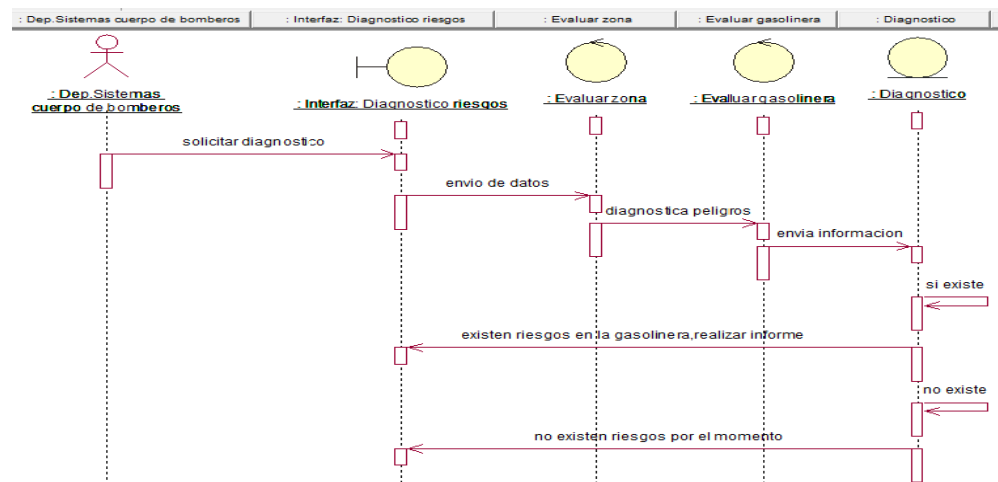 : Dep.Sistemas cuerpo de bomberos
: Interfaz: Diagnostico riesgos
: Evaluar zona
: Evaluar gasolinera
: Diagnostico
: Dep.Sistemas
cuerpo de bomberos
: Interfaz: Diagnostico riesgos
: Evaluar zona
: Evalluar gasolinera
: Diagnostico
solicitar diagnostico
envio de datos
diagnostica peligros
envia informacion
si existe
existen riesgos en la gasolinera,realizar informe
no existe
no existen riesgos por el momento